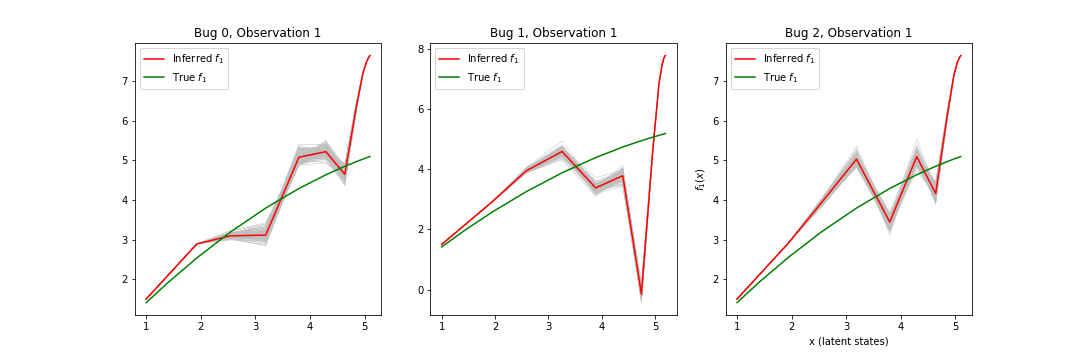 Bug 0, Observation 1
Inferred f₁
True f₁
7
6
5
4
3
2
1 2 3 4 5
Bug 1, Observation 1
Inferred f₁
True f₁
8
6
4
2
0
1 2 3 4 5
Bug 2, Observation 1
Inferred f₁
True f₁
f₁(x)
7
6
5
4
3
2
1 2 3 4 5
x (latent states)